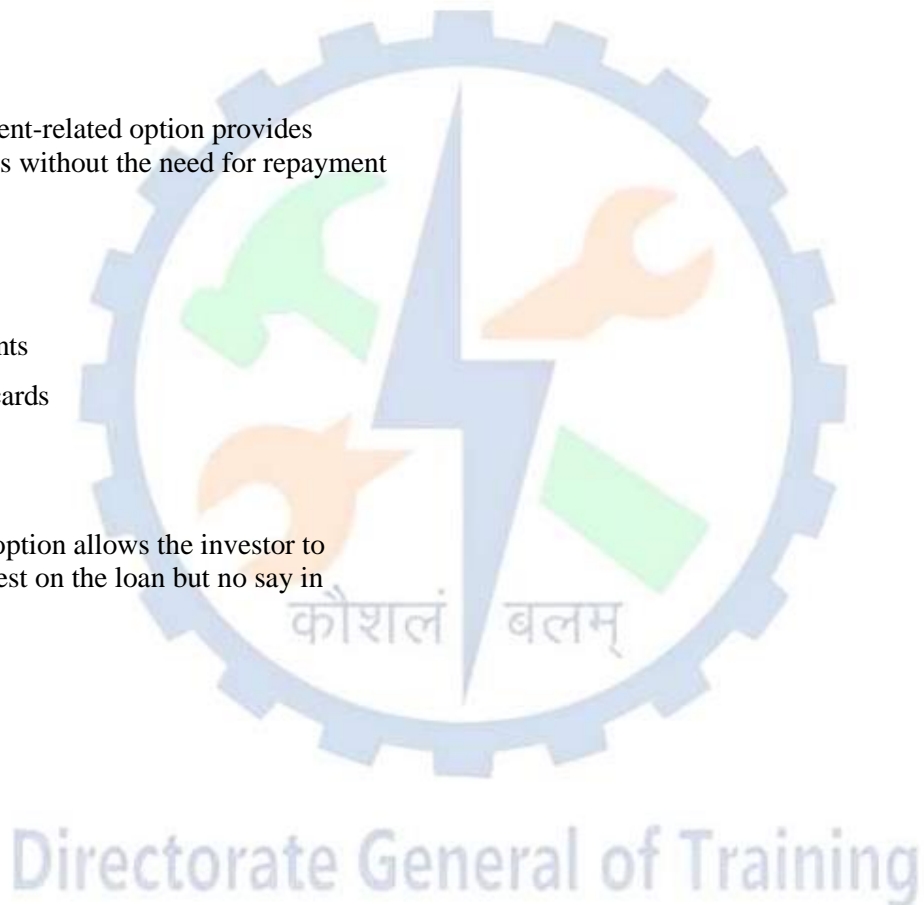 ent-related option provides
s without the need for repayment
nts
cards
option allows the investor to
est on the loan but no say in
कौशलं बलम्
Directorate General of Training